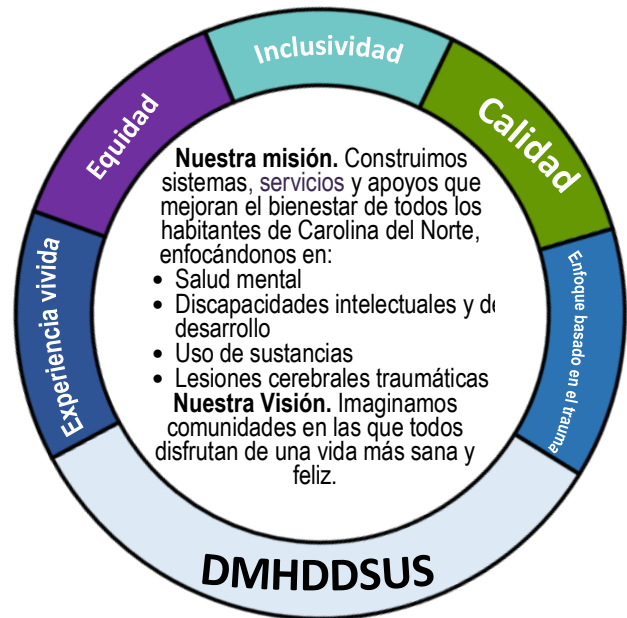 Inclusividad
Equidad
Calidad
Experiencia vivida
Enfoque basado en el trauma
Nuestra misión. Construimos
sistemas, servicios y apoyos que
mejoran el bienestar de todos los
habitantes de Carolina del Norte,
enfocándonos en:
• Salud mental
• Discapacidades intelectuales y de
desarrollo
• Uso de sustancias
• Lesiones cerebrales traumáticas
Nuestra Visión. Imaginamos
comunidades en las que todos
disfrutan de una vida más sana y
feliz.
DMHDDSUS